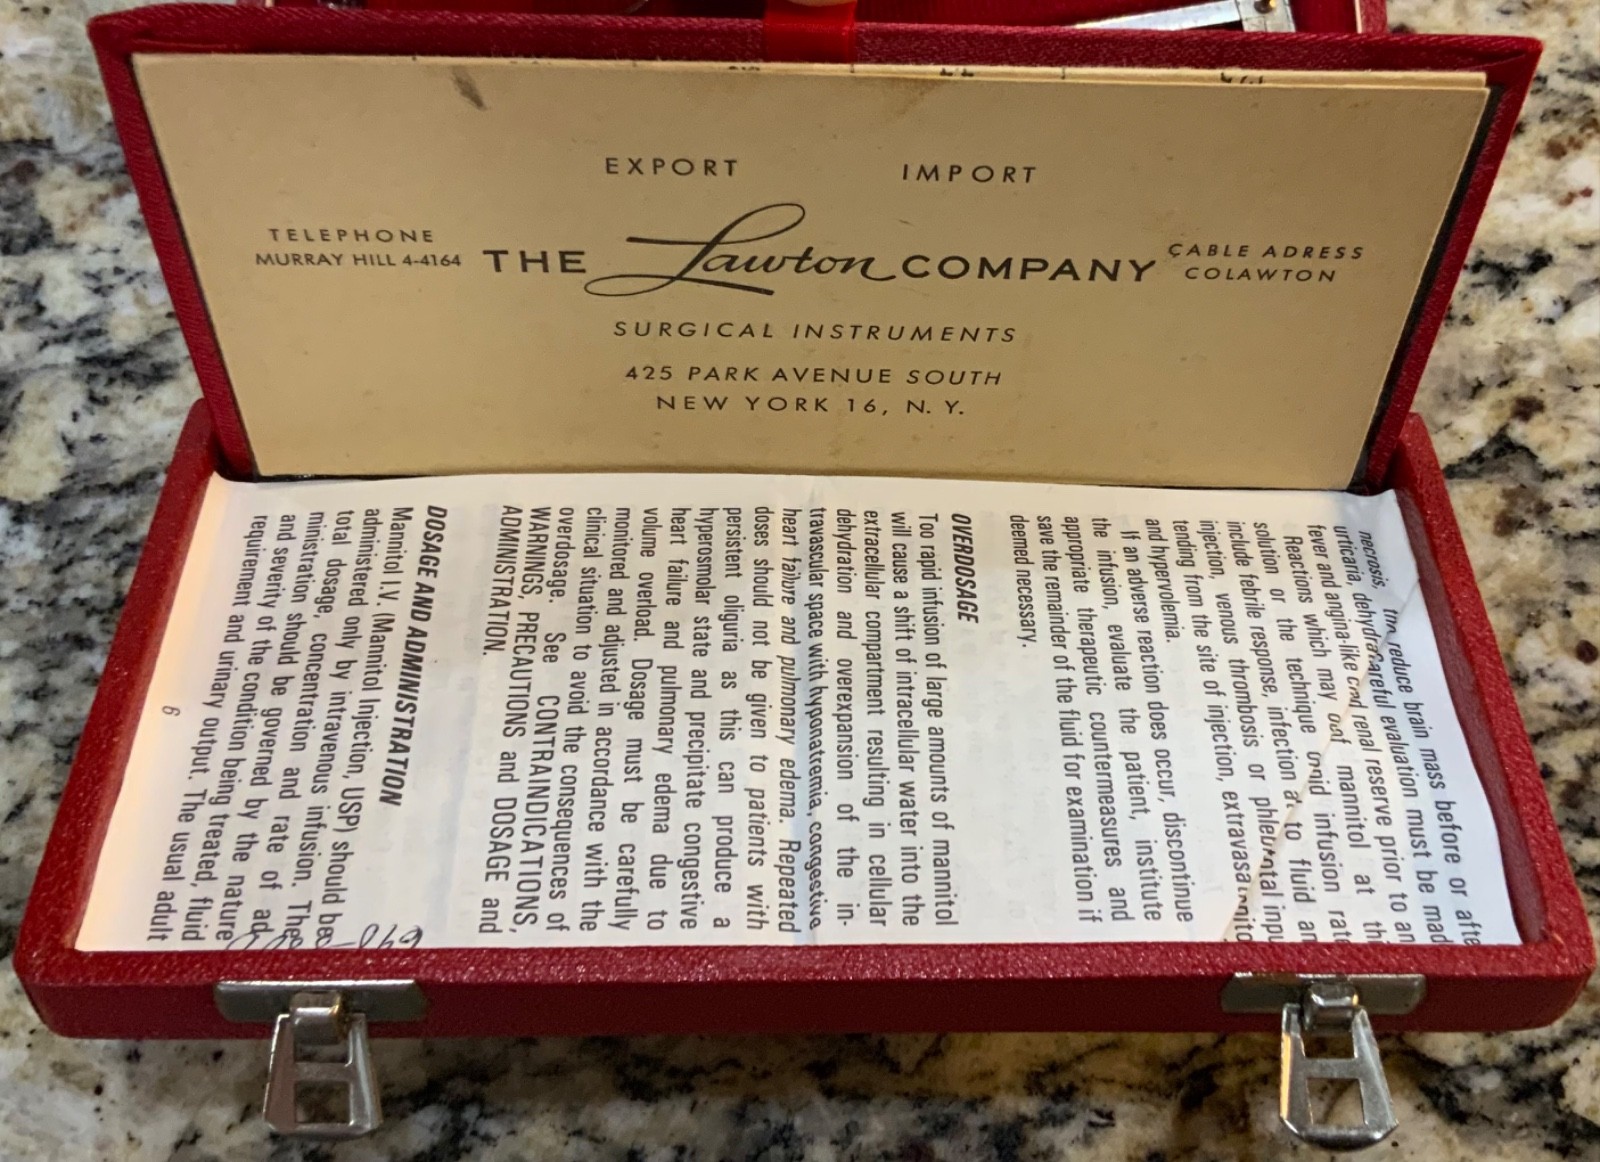 EXPORT IMPORT
TELEPHONE
MURRAY HILL 4-4164
THE Lawton COMPANY
CABLE ADRESS
COLAWTON
SURGICAL INSTRUMENTS
425 PARK AVENUE SOUTH
NEW YORK 16, N. Y.
reduce brain mass before or afte
careful evaluation must be mad
renal reserve prior to an
mannitol at thi
infusion rat
to fluid an
necrosis,
urticaria, dehydra
fever and angina-like
Reactions which may
solution or the technique
include febrile response, infection
injection, venous thrombosis or
tending from the site of injection,
and hypervolemia.
If an adverse reaction does occur, discontinue
the infusion, evaluate the patient, institute
appropriate therapeutic countermeasures and
save the remainder of the fluid for examination if
deemed necessary.
OVERDOSAGE
Too rapid infusion of large amounts of mannitol
will cause a shift of intracellular water into the
extracellular compartment resulting in cellular
dehydration and overexpansion of the in-
travascular space with hyponatremia, congestive
heart failure and pulmonary edema. Repeated
doses should not be given to patients with
persistent oliguria as this can produce a
hyperosmolar state and precipitate congestive
heart failure and pulmonary edema due to
volume overload. Dosage must be carefully
monitored and adjusted in accordance with the
clinical situation to avoid the consequences of
overdosage. See CONTRAINDICATIONS,
WARNINGS, PRECAUTIONS and DOSAGE and
ADMINISTRATION.
DOSAGE AND ADMINISTRATION
Mannitol I.V. (Mannitol Injection, USP) should be
administered only by intravenous infusion. The
total dosage, concentration and rate of ad-
ministration should be governed by the nature
and severity of the condition being treated, fluid
requirement and urinary output. The usual adult
6